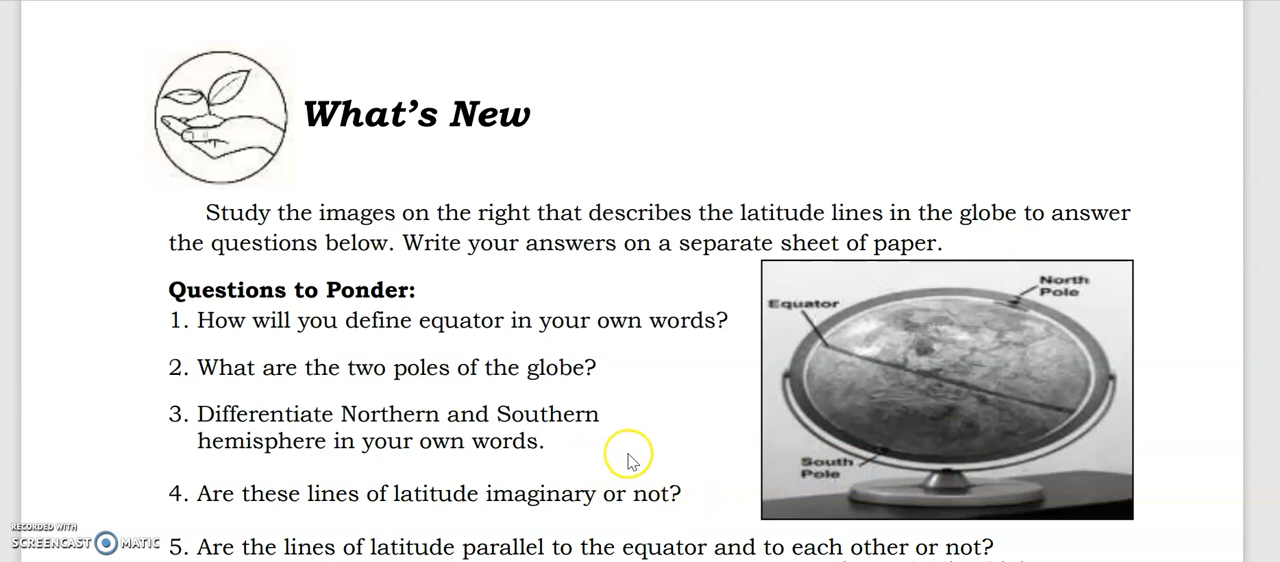 What's New
Study the images on the right that describes the latitude lines in the globe to answer
the questions below. Write your answers on a separate sheet of paper.
Questions to Ponder:
1. How will you define equator in your own words?
2. What are the two poles of the globe?
3. Differentiate Northern and Southern
hemisphere in your own words.
4. Are these lines of latitude imaginary or not?
5. Are the lines of latitude parallel to the equator and to each other or not?
North
Pole
Equator
South
Pole
RECORDED WITH
SCREENCAST MATIC